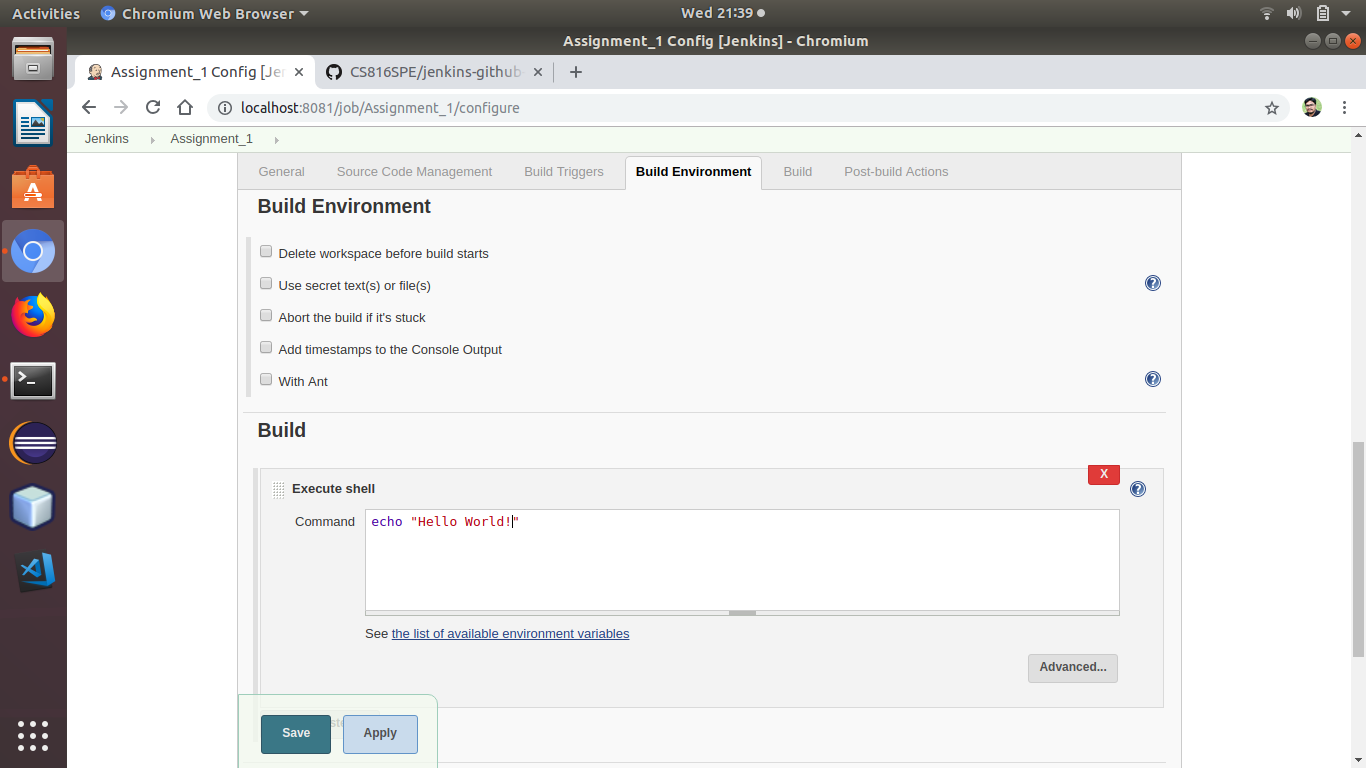 Activities Chromium Web Browser Wed 21:39
Assignment_1 Config [Jenkins] - Chromium
Assignment_1 Config [Jer CS816SPE/jenkins-github
localhost:8081/job/Assignment_1/configure
Jenkins Assignment_1
General Source Code Management Build Triggers Build Environment Build Post-build Actions
Build Environment
Delete workspace before build starts
Use secret text(s) or file(s)
Abort the build if it's stuck
Add timestamps to the Console Output
With Ant
Build
X
Execute shell
Command echo "Hello World!"
See the list of available environment variables
Advanced...
Save Apply